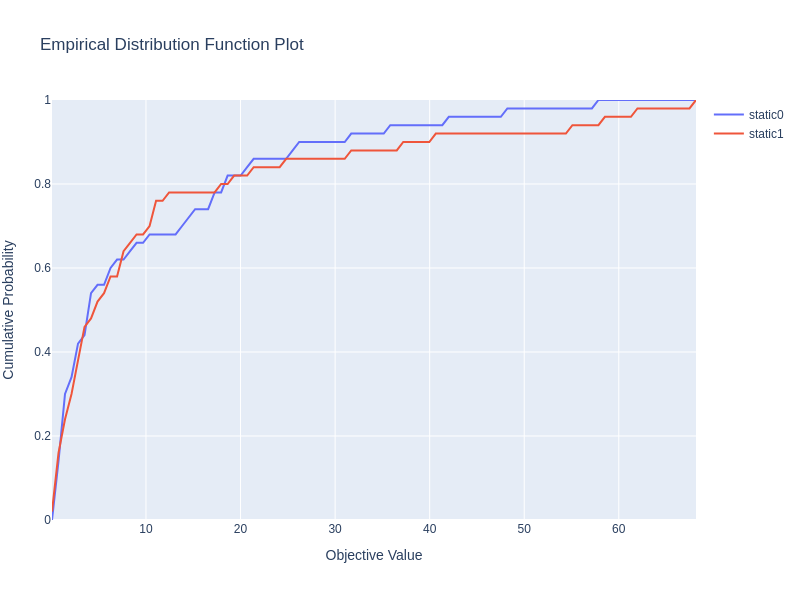 Empirical Distribution Function Plot
static0
static1
1
0.8
0.6
0.4
0.2
0
Cumulative Probability
10 20 30 40 50 60
Objective Value